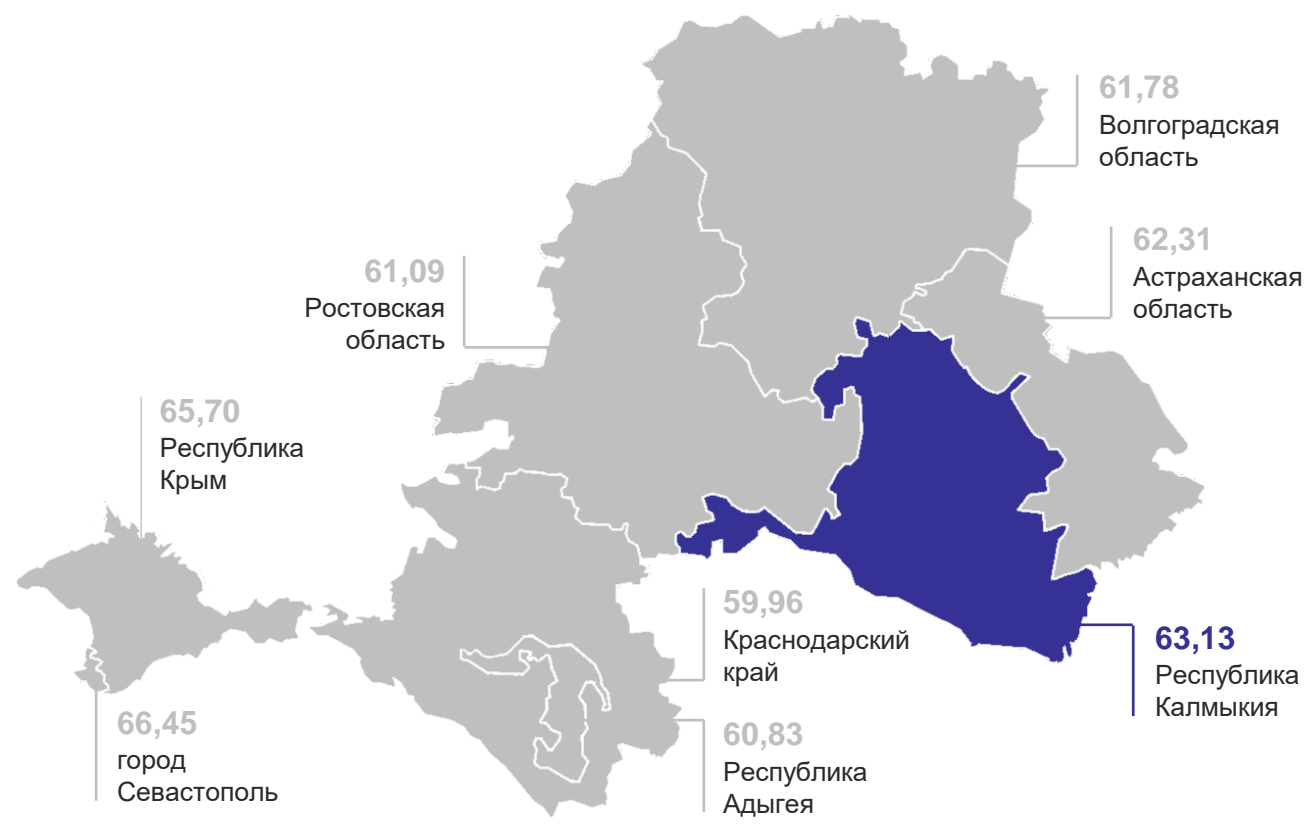 61,78
Волгоградская
область
62,31
Астраханская
область
61,09
Ростовская
область
65,70
Республика
Крым
59,96
Краснодарский
край
63,13
Республика
Калмыкия
66,45
город
Севастополь
60,83
Республика
Адыгея